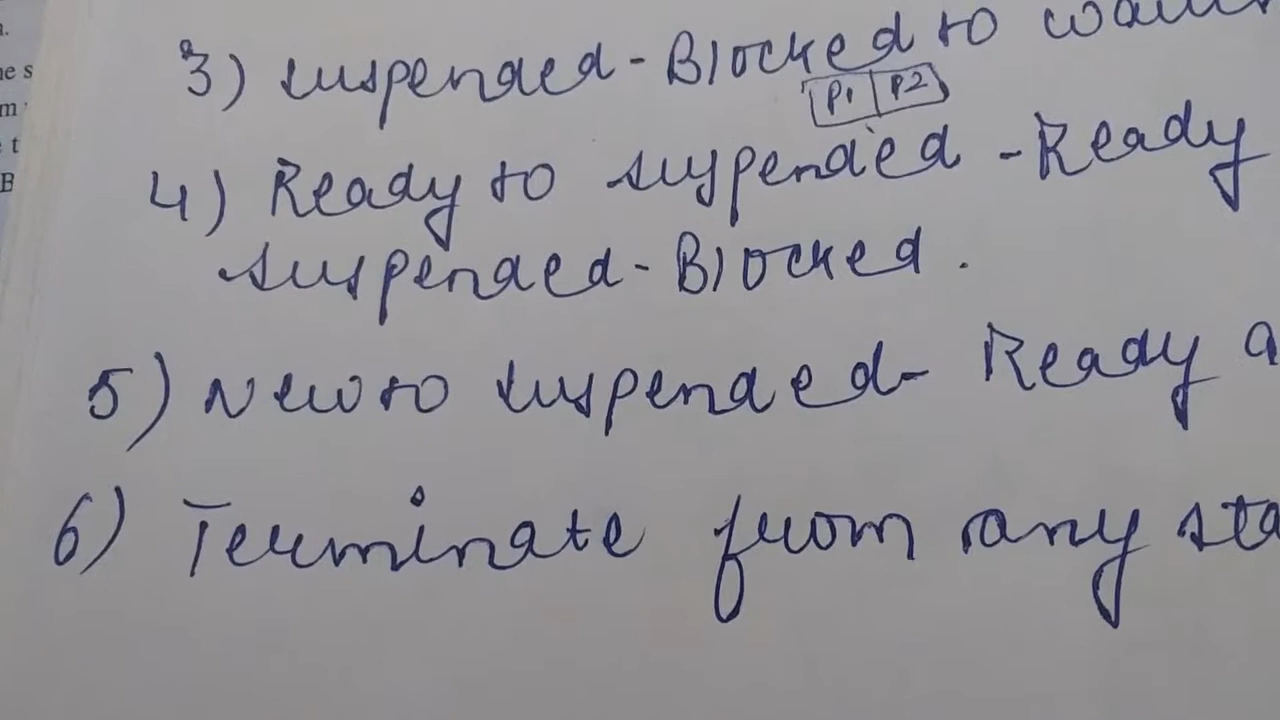 3) suspended-Blocked to
P1 P2
4) Ready to suspended - Ready
suspended-Blocked.
5) New to suspended- Ready
6) Terminate from any